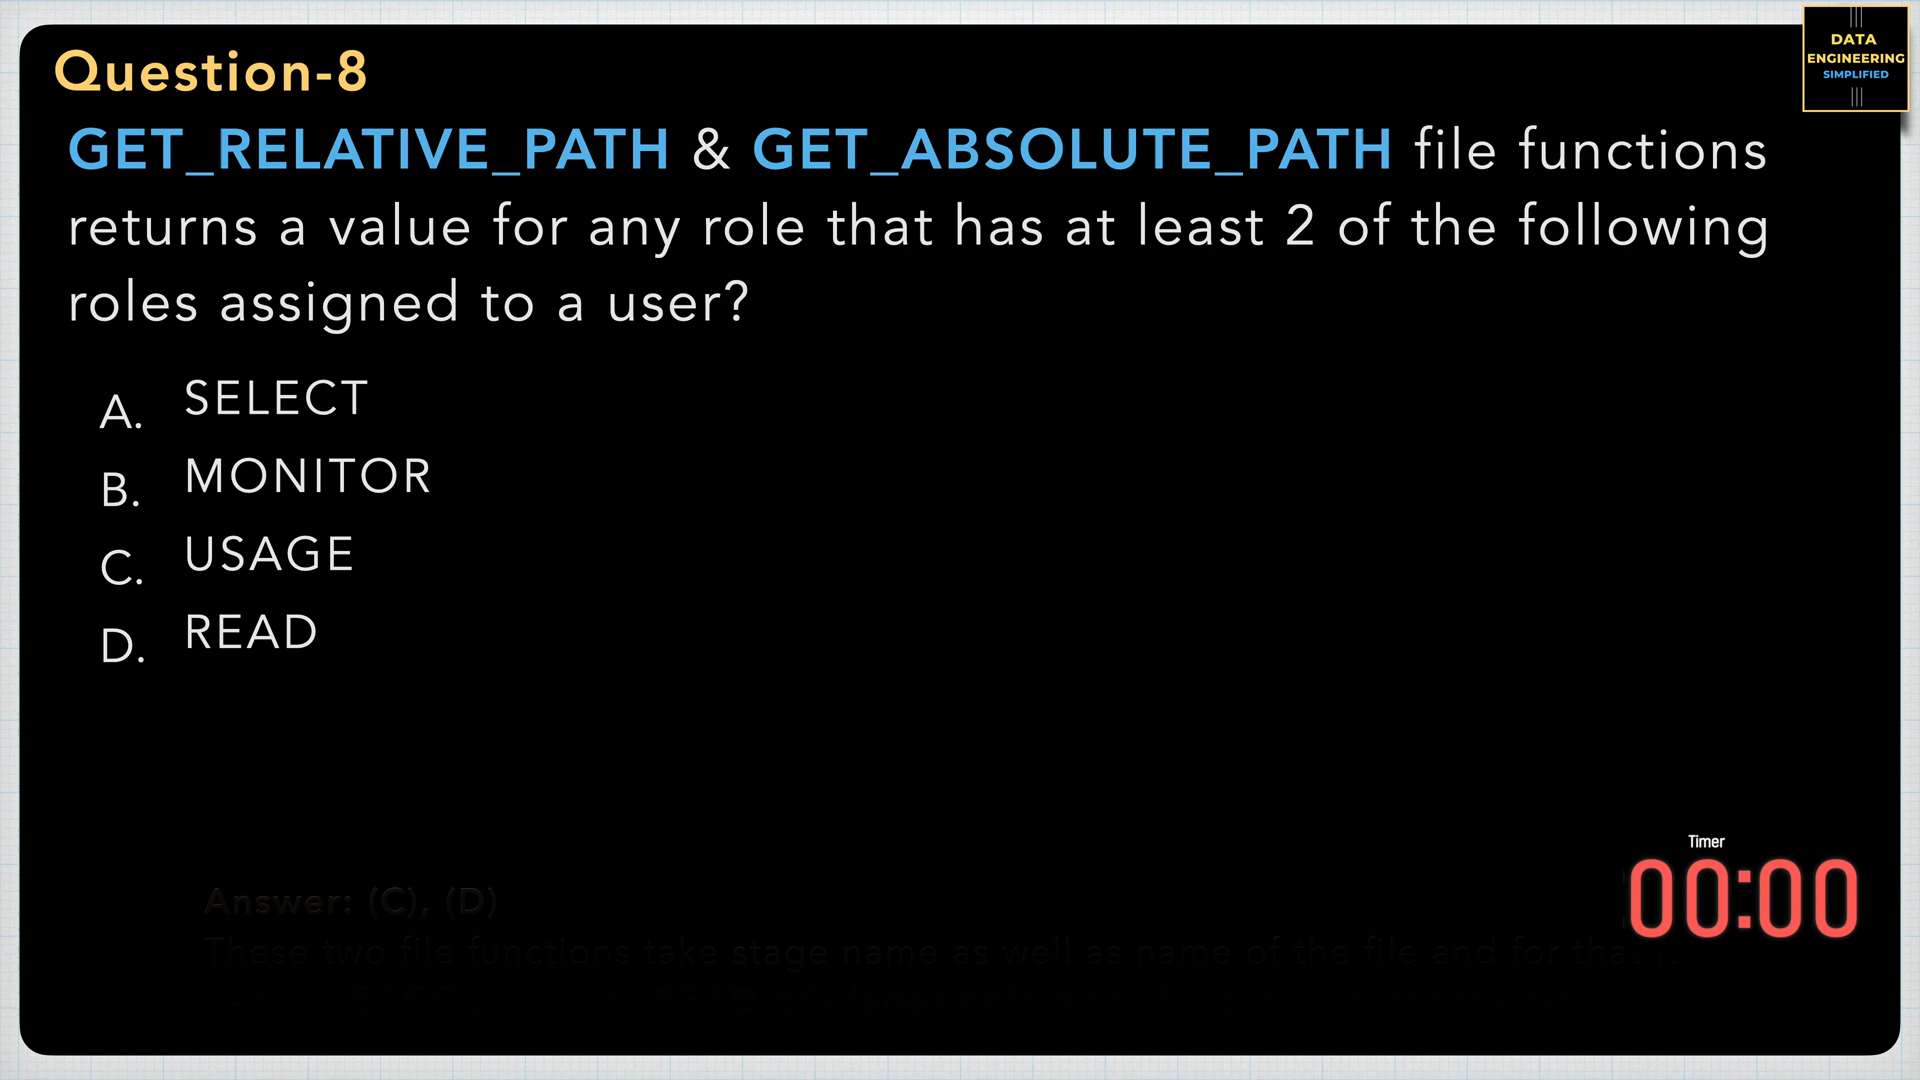 DATA
ENGINEERING
SIMPLIFIED
Question-8
GET_RELATIVE_PATH & GET_ABSOLUTE_PATH file functions
returns a value for any role that has at least 2 of the following
roles assigned to a user?
A. SELECT
B. MONITOR
C. USAGE
D. READ
Timer
00:00
Answer: (C), (D)
These two file functions take stage name as well as name of the file and for that